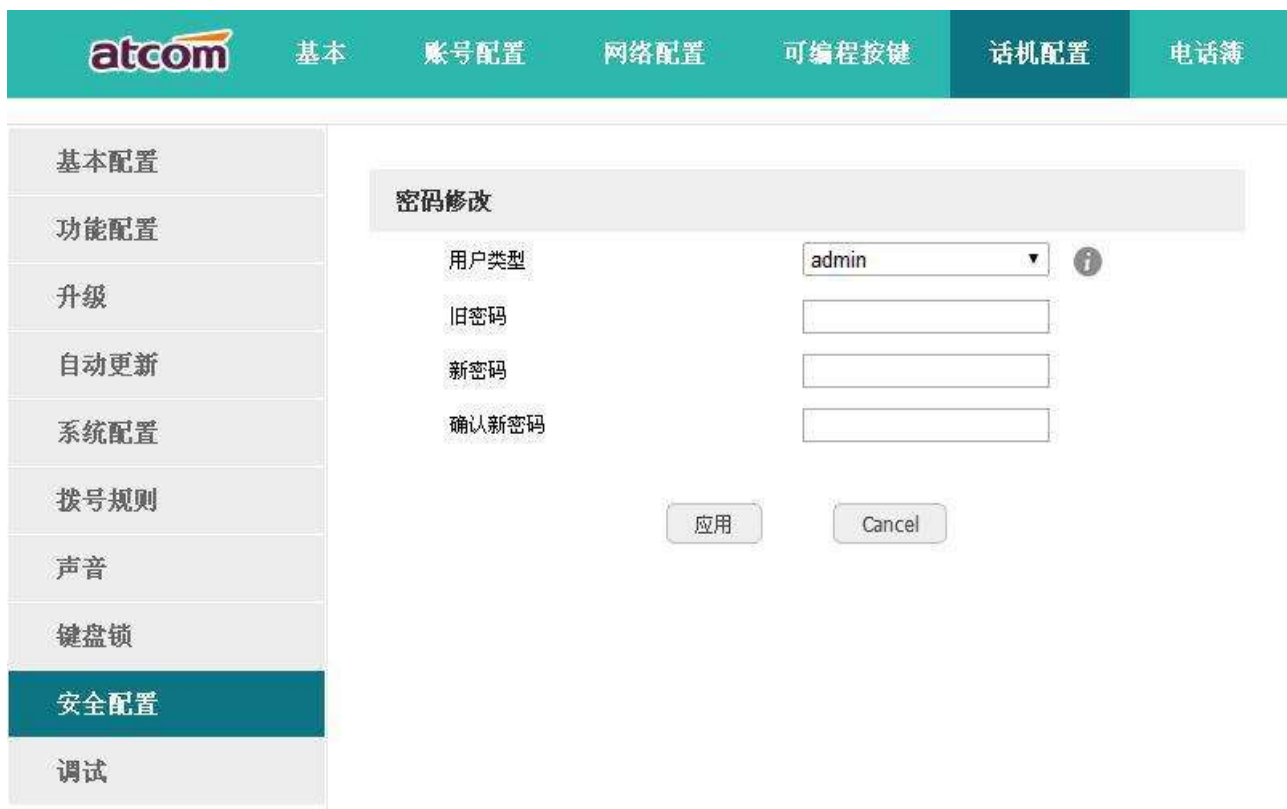 atcom 基本 账号配置 网络配置 可编程按键 话机配置 电话簿
基本配置
功能配置
升级
自动更新
系统配置
拨号规则
声音
键盘锁
安全配置
调试
密码修改
用户类型 admin
旧密码
新密码
确认新密码
应用 Cancel